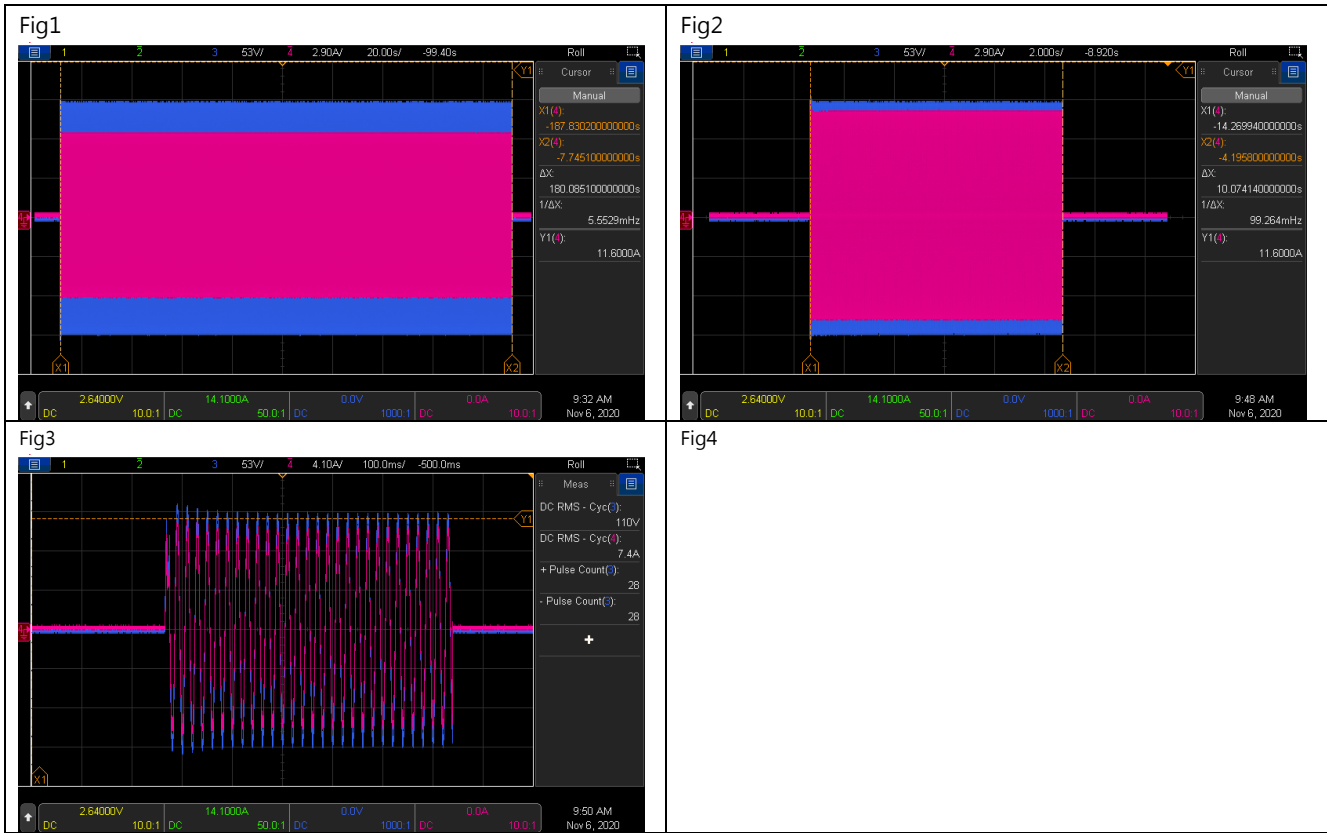 Fig1
1 2 3 53V/ 4 2.90A/ 20.00s/ -99.40s Roll
Y1
Cursor
Manual
X1(4):
-187.830200000000s
X2(4):
-7.745100000000s
ΔX:
180.085100000000s
1/ΔX:
5.5529mHz
Y1(4):
11.6000A
4
X1 X2
2.64000V 14.1000A 0.0V 0.0A
DC 10.0:1 DC 50.0:1 DC 1000:1 DC 10.0:1
9:32 AM
Nov 6, 2020
Fig2
1 2 3 53V/ 4 2.90A/ 2.000s/ -8.920s Roll
Y1
Cursor
Manual
X1(4):
-14.269940000000s
X2(4):
-4.195800000000s
ΔX:
10.074140000000s
1/ΔX:
99.264mHz
Y1(4):
11.6000A
4
X1 X2
2.64000V 14.1000A 0.0V 0.0A
DC 10.0:1 DC 50.0:1 DC 1000:1 DC 10.0:1
9:48 AM
Nov 6, 2020
Fig3
1 2 3 53V/ 4 4.10A/ 100.0ms/ -500.0ms Roll
Y1
Meas
DC RMS - Cyc(3):
110V
DC RMS - Cyc(4):
7.4A
+ Pulse Count(3):
28
- Pulse Count(3):
28
+
4
X1
2.64000V 14.1000A 0.0V 0.0A
DC 10.0:1 DC 50.0:1 DC 1000:1 DC 10.0:1
9:50 AM
Nov 6, 2020
Fig4